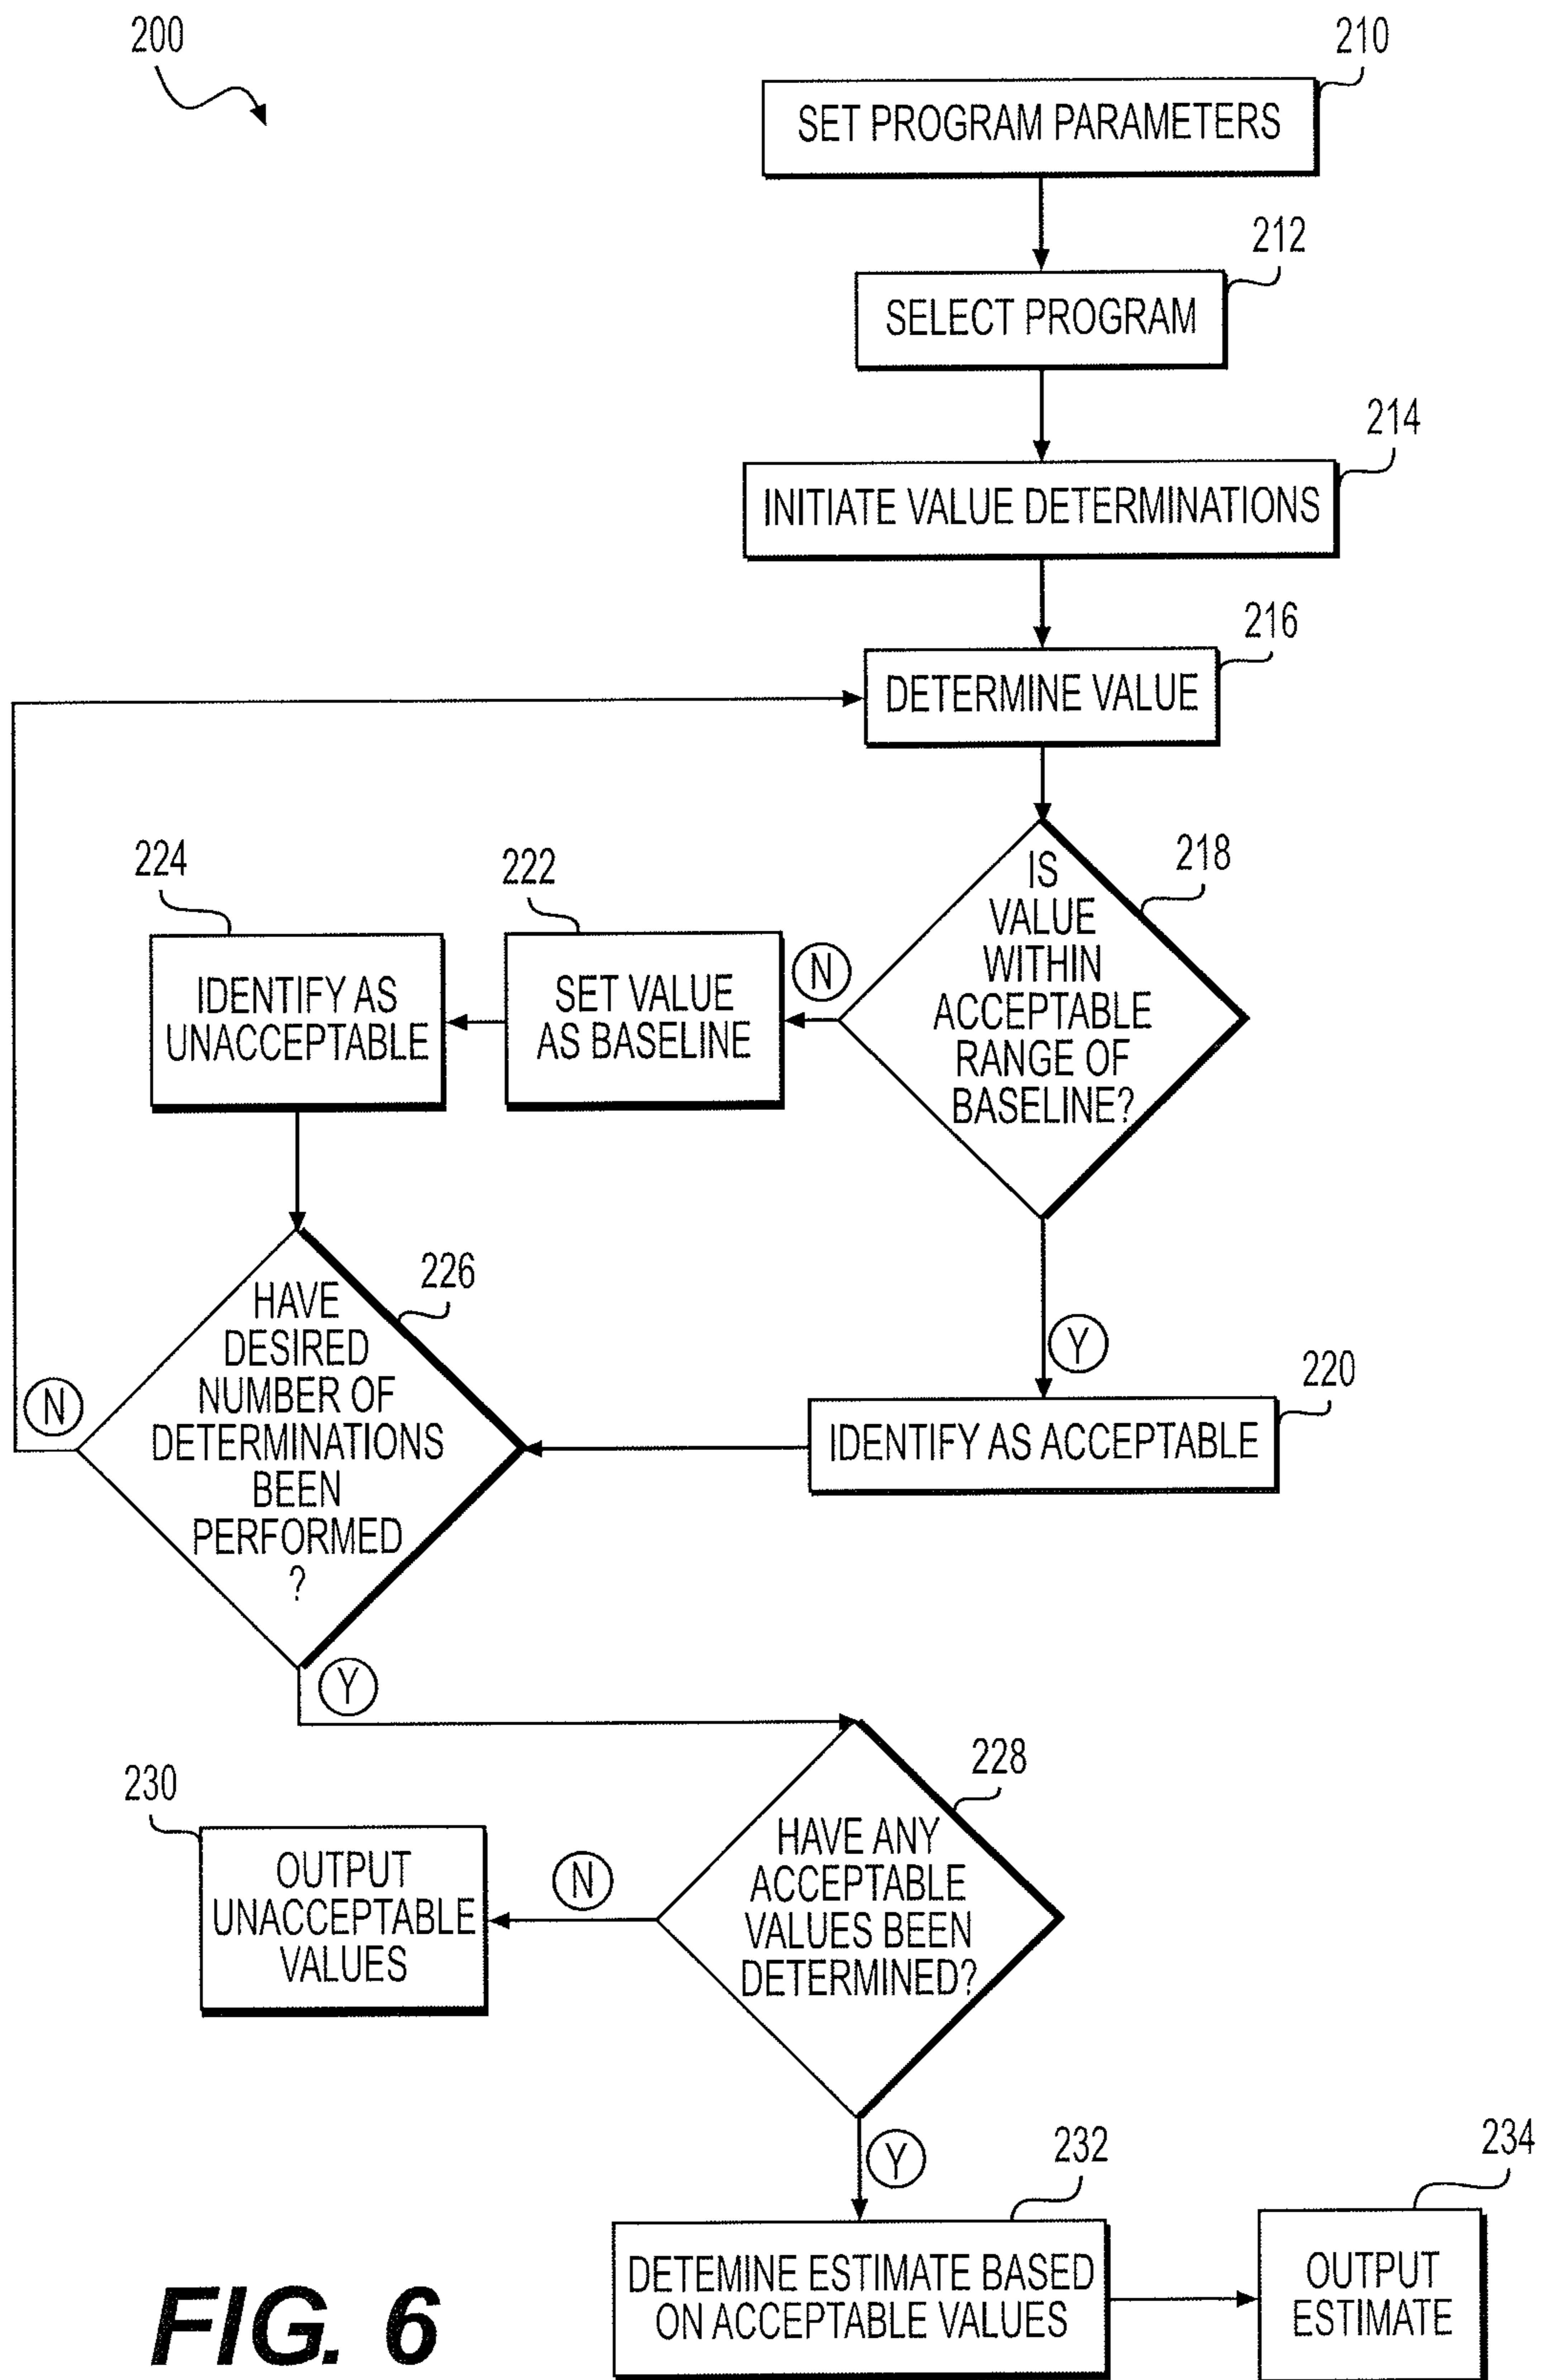 200
210
SET PROGRAM PARAMETERS
212
SELECT PROGRAM
214
INITIATE VALUE DETERMINATIONS
216
DETERMINE VALUE
218
IS
VALUE
WITHIN
ACCEPTABLE
RANGE OF
BASELINE?
N
222
SET VALUE
AS BASELINE
224
IDENTIFY AS
UNACCEPTABLE
Y
220
IDENTIFY AS ACCEPTABLE
226
HAVE
DESIRED
NUMBER OF
DETERMINATIONS
BEEN
PERFORMED
?
N
Y
228
HAVE ANY
ACCEPTABLE
VALUES BEEN
DETERMINED?
N
230
OUTPUT
UNACCEPTABLE
VALUES
Y
232
DETEMINE ESTIMATE BASED
ON ACCEPTABLE VALUES
234
OUTPUT
ESTIMATE
FIG. 6